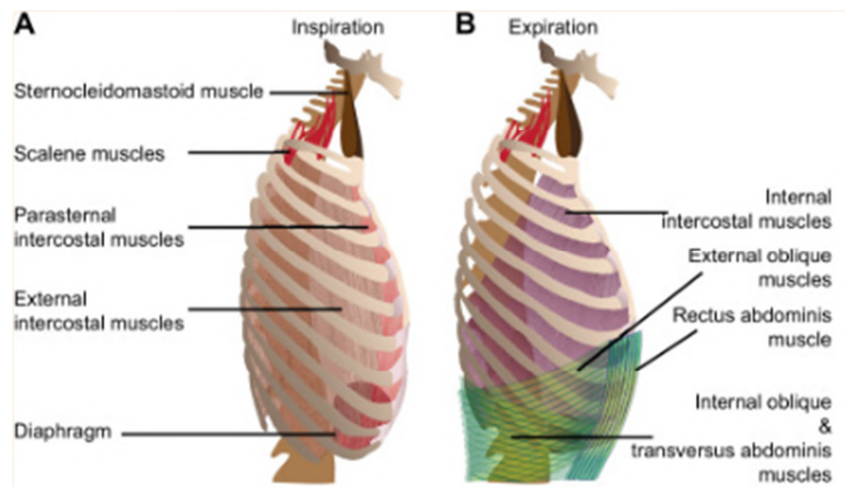 A
Inspiration
Sternocleidomastoid muscle
Scalene muscles
Parasternal
intercostal muscles
External
intercostal muscles
Diaphragm
B
Expiration
Internal
intercostal muscles
External oblique
muscles
Rectus abdominis
muscle
Internal oblique
&
transversus abdominis
muscles